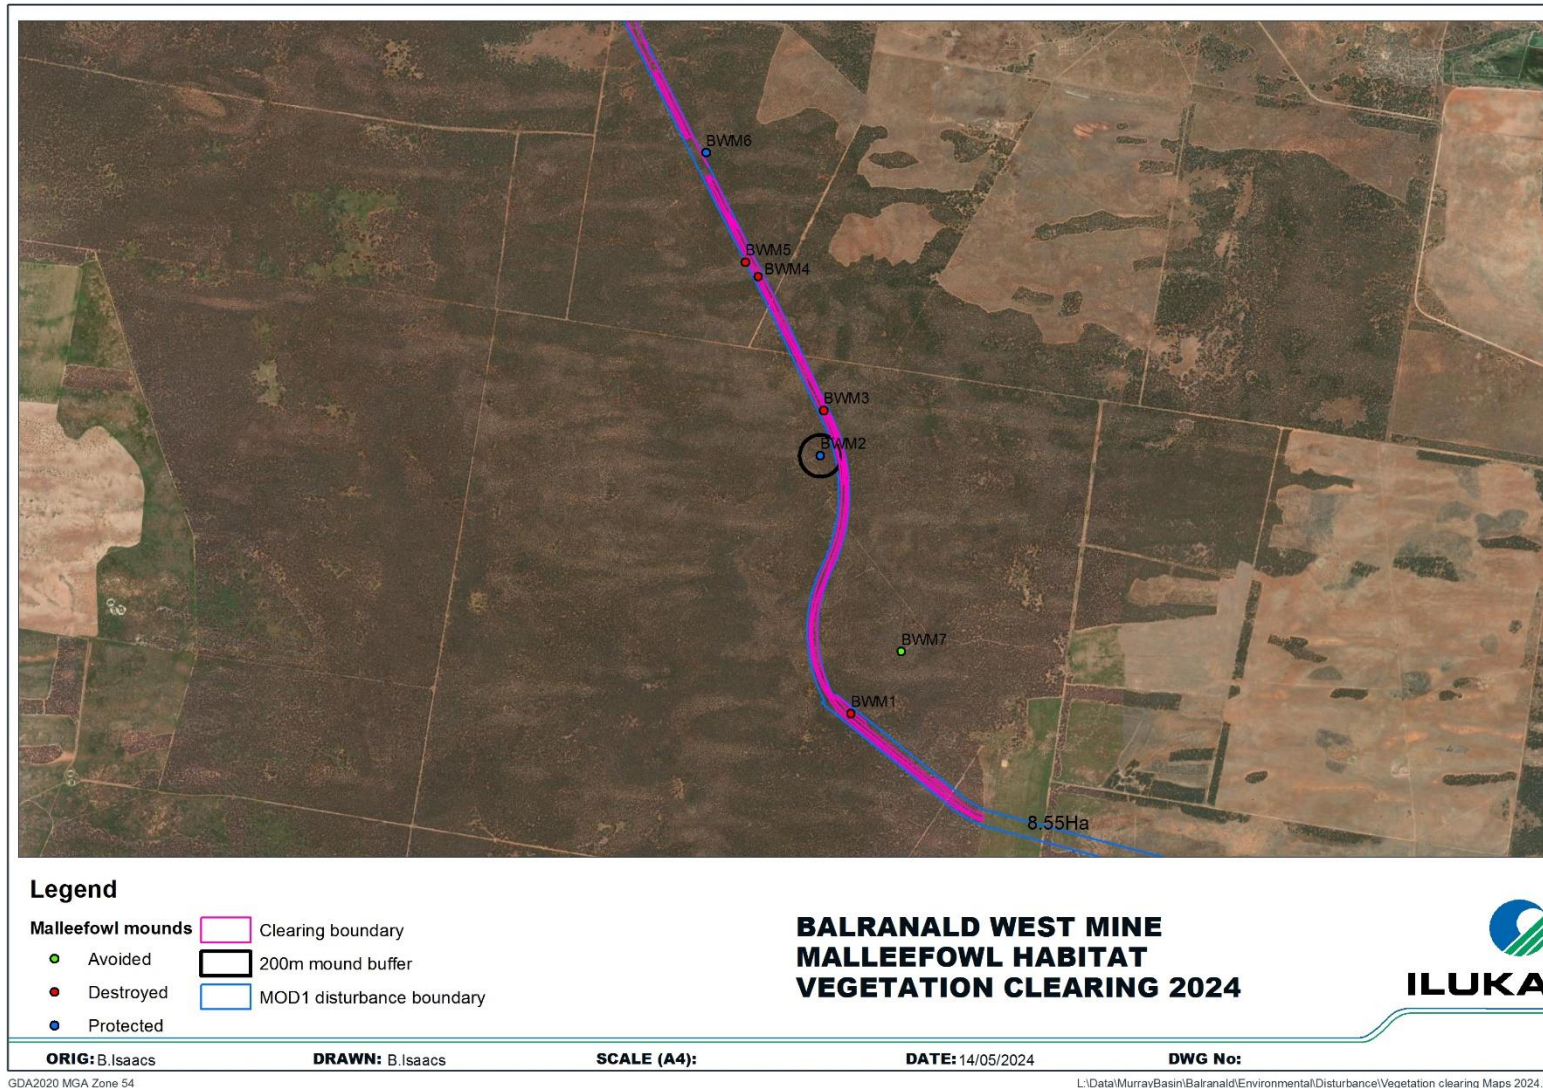 BWM6
BWM5
BWM4
BWM3
BWM2
BWM7
BWM1
8.55Ha
Legend
Malleefowl mounds
Avoided
Destroyed
Protected
Clearing boundary
200m mound buffer
MOD1 disturbance boundary
BALRANALD WEST MINE
MALLEEFOWL HABITAT
VEGETATION CLEARING 2024
ILUKA
ORIG: B.Isaacs
DRAWN: B.Isaacs
SCALE (A4):
DATE: 14/05/2024
DWG No:
GDA2020 MGA Zone 54
L:\Data\MurrayBasin\Balranald\Environmental\Disturbance\Vegetation clearing Maps 2024.